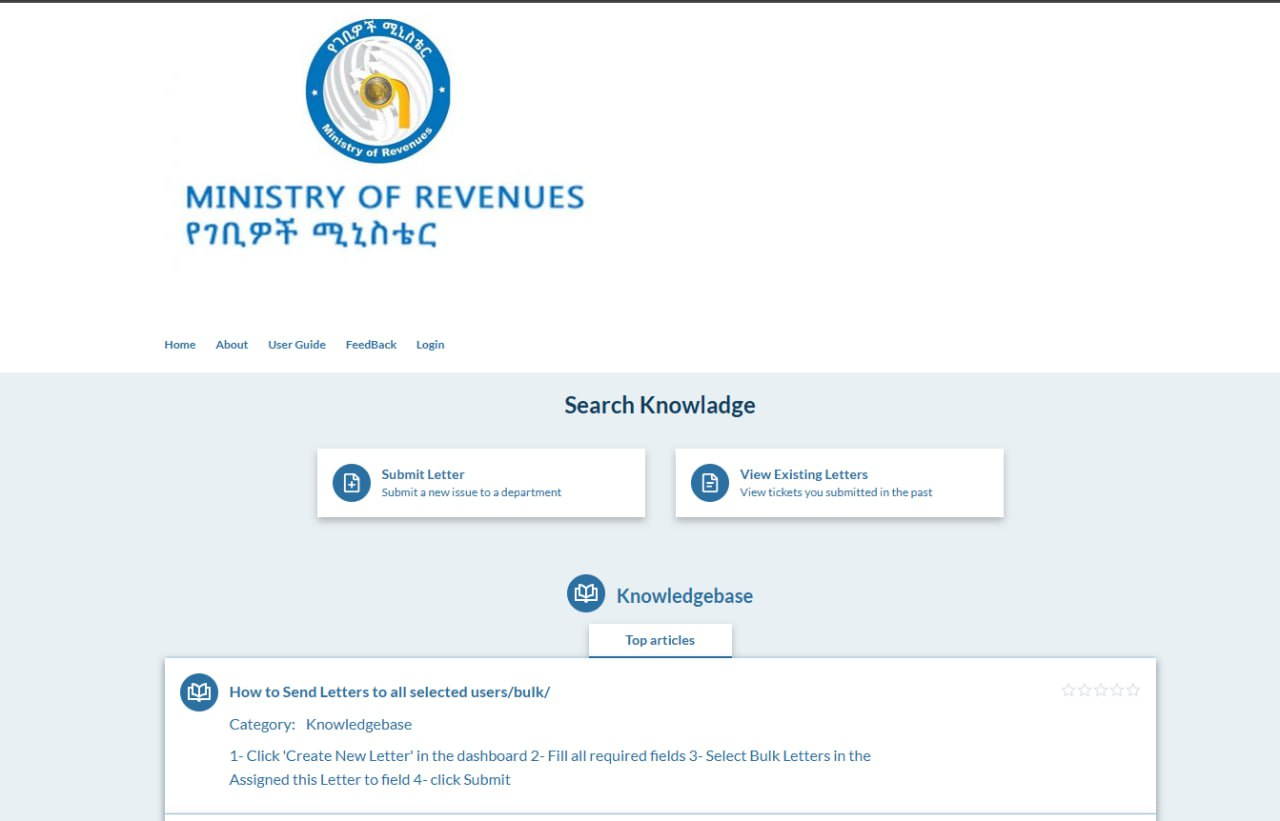 የገቢዎች ሚኒስቴር
Ministry of Revenues
MINISTRY OF REVENUES
የገቢዎች ሚኒስቴር
Home About User Guide FeedBack Login
Search Knowladge
Submit Letter
Submit a new issue to a department
View Existing Letters
View tickets you submitted in the past
Knowledgebase
Top articles
How to Send Letters to all selected users/bulk/
Category: Knowledgebase
1- Click 'Create New Letter' in the dashboard 2- Fill all required fields 3- Select Bulk Letters in the
Assigned this Letter to field 4- click Submit